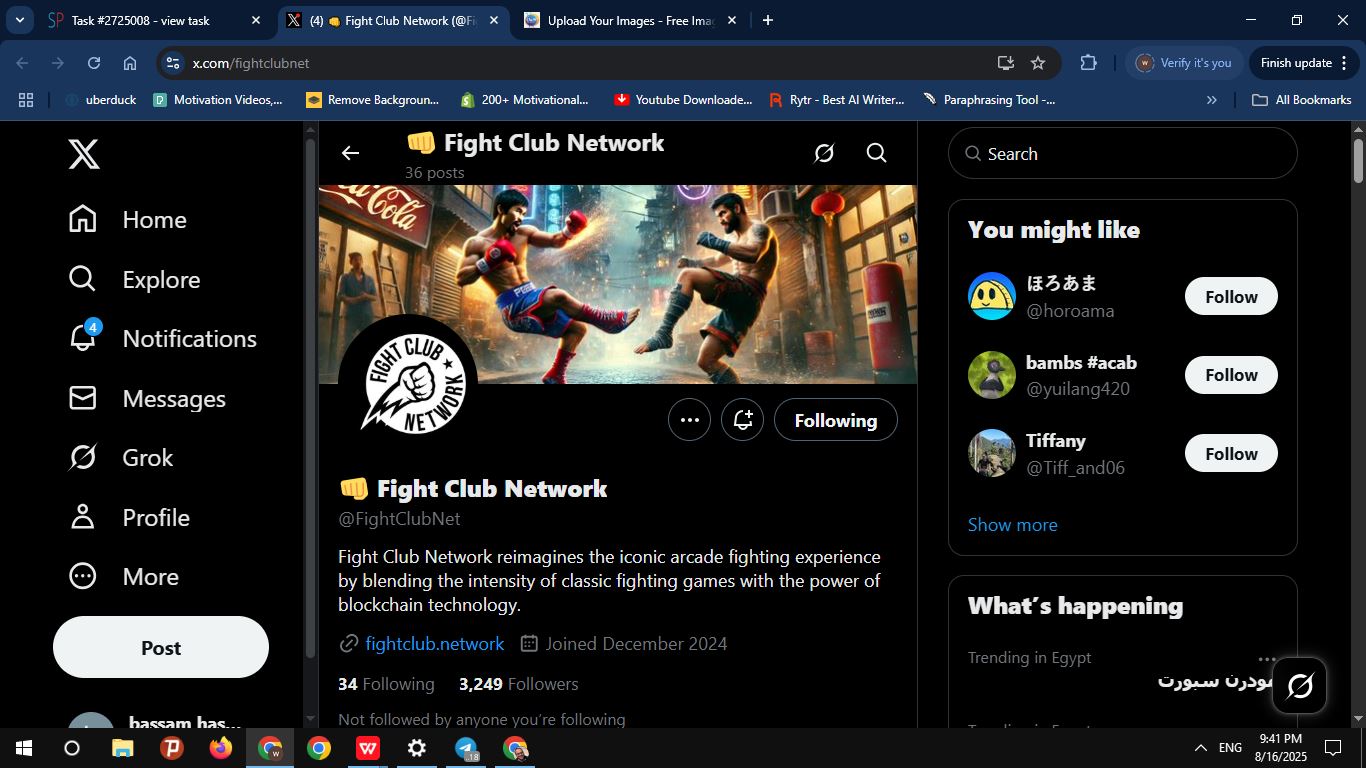 Task #2725008 - view task
(4) 👊 Fight Club Network (@Fi
Upload Your Images - Free Imag
x.com/fightclubnet
Verify it's you
Finish update
uberduck
Motivation Videos,...
Remove Backgroun...
200+ Motivational...
Youtube Downloade...
Rytr - Best AI Writer...
Paraphrasing Tool -...
All Bookmarks
Home
Explore
4
Notifications
Messages
Grok
Profile
More
Post
bassam has...
👊 Fight Club Network
36 posts
Coca-Cola
FIGHT CLUB
NETWORK
Following
👊 Fight Club Network
@FightClubNet
Fight Club Network reimagines the iconic arcade fighting experience
by blending the intensity of classic fighting games with the power of
blockchain technology.
fightclub.network
Joined December 2024
34 Following
3,249 Followers
Not followed by anyone you're following
Search
You might like
ほろあま
@horoama
Follow
bambs #acab
@yuilang420
Follow
Tiffany
@Tiff_and06
Follow
Show more
What's happening
Trending in Egypt
مودرن سبورت
Trending in Egypt
18
ENG
9:41 PM
8/16/2025